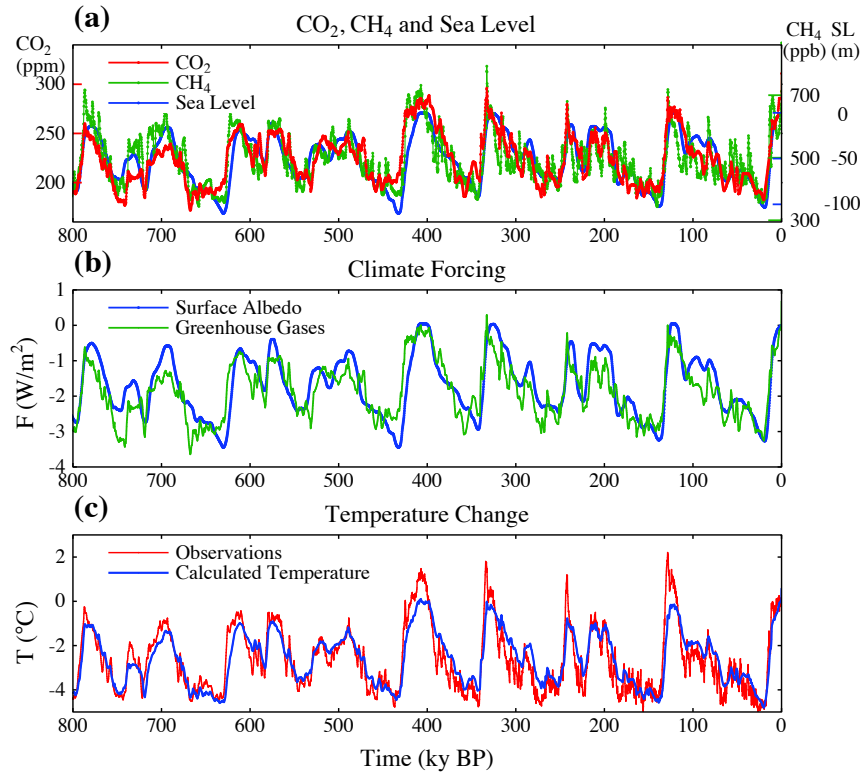 (a)
CO₂, CH₄ and Sea Level
CO₂
(ppm)
CH₄
(ppb)
SL
(m)
CO₂
CH₄
Sea Level
300
250
200
700
500
300
0
-50
-100
800 700 600 500 400 300 200 100 0
(b)
Climate Forcing
Surface Albedo
Greenhouse Gases
F (W/m²)
1
0
-1
-2
-3
-4
800 700 600 500 400 300 200 100 0
(c)
Temperature Change
Observations
Calculated Temperature
T (°C)
2
0
-2
-4
800 700 600 500 400 300 200 100 0
Time (ky BP)